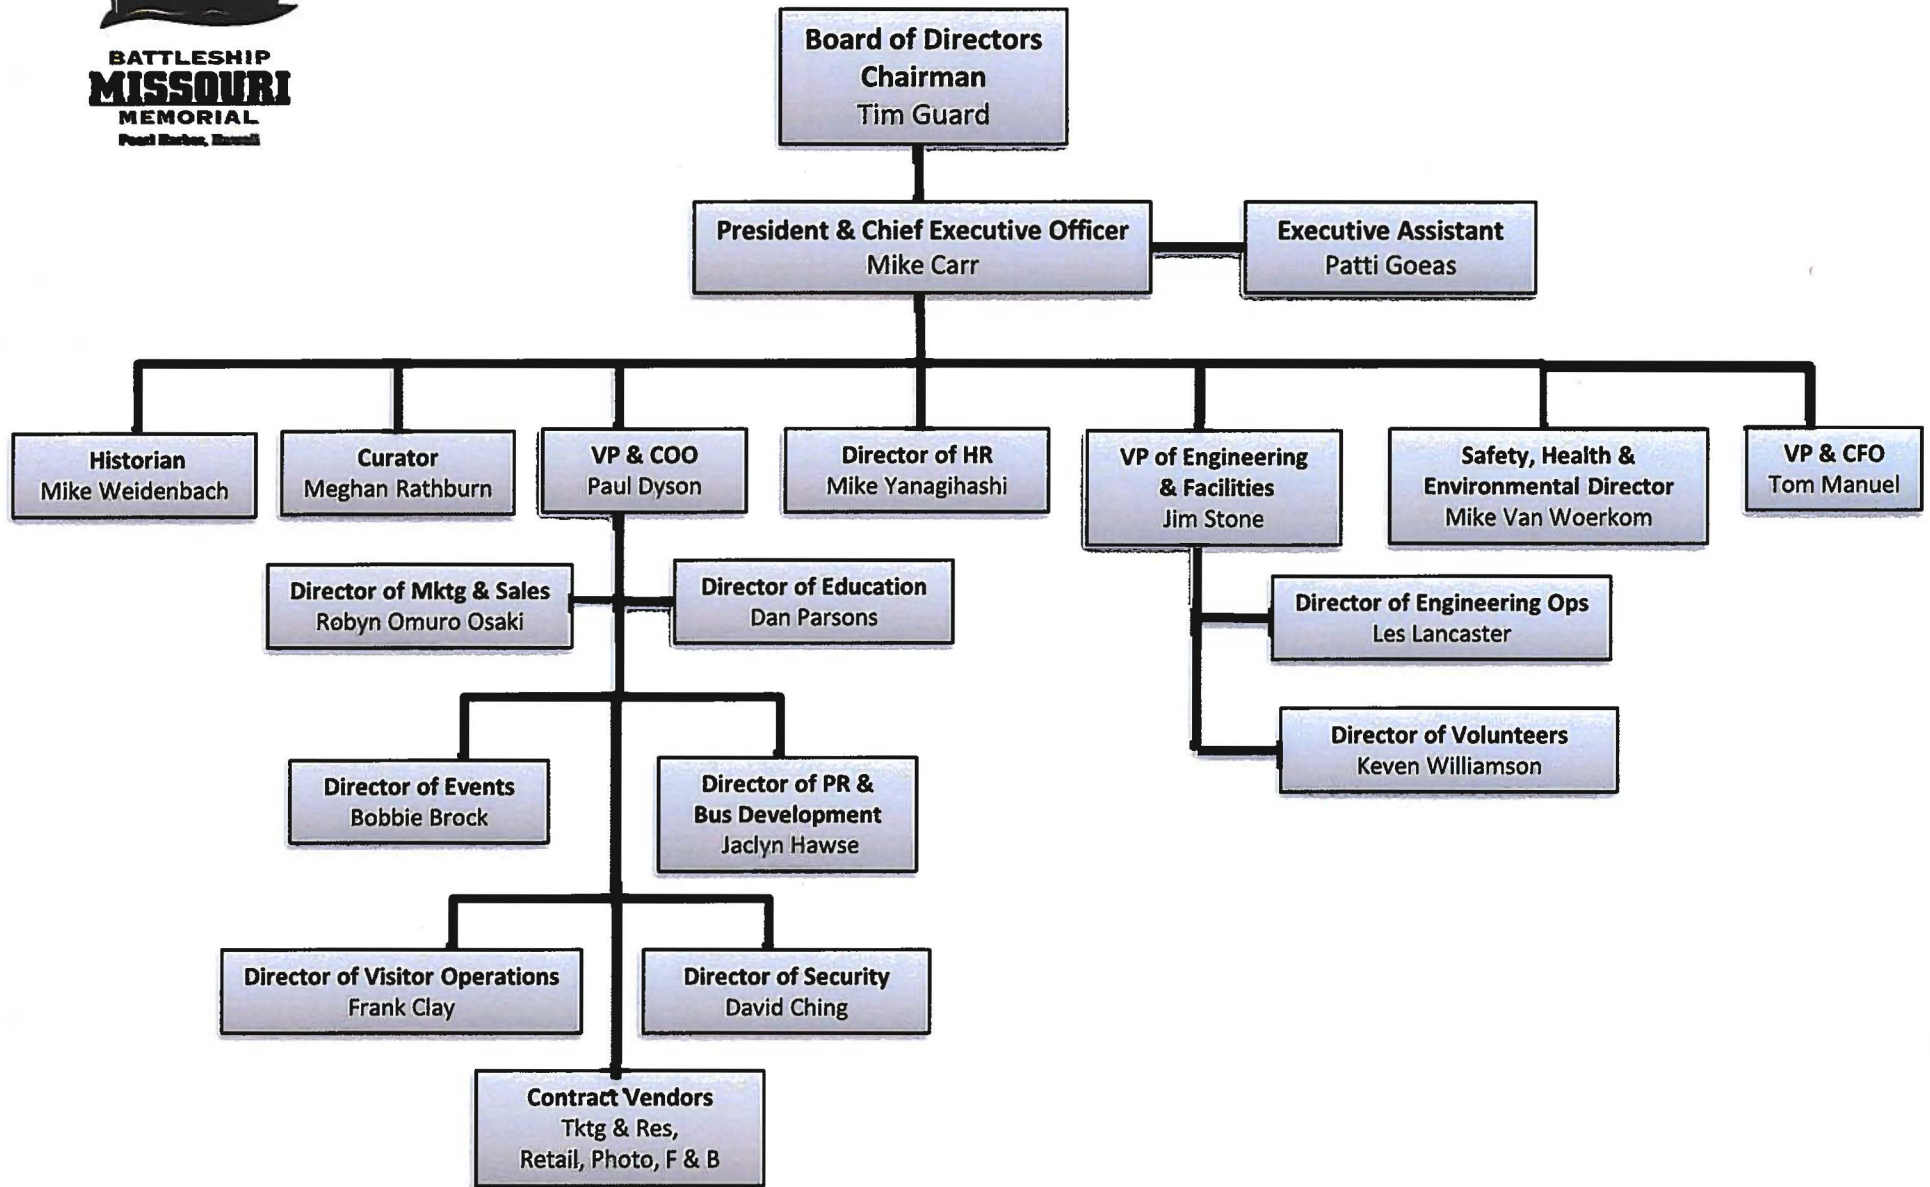 BATTLESHIP
MISSOURI
MEMORIAL
Pearl Harbor, Hawaii
Board of Directors
Chairman
Tim Guard
President & Chief Executive Officer
Mike Carr
Executive Assistant
Patti Goeas
Historian
Mike Weidenbach
Curator
Meghan Rathburn
VP & COO
Paul Dyson
Director of HR
Mike Yanagihashi
VP of Engineering
& Facilities
Jim Stone
Safety, Health &
Environmental Director
Mike Van Woerkom
VP & CFO
Tom Manuel
Director of Mktg & Sales
Robyn Omuro Osaki
Director of Education
Dan Parsons
Director of Engineering Ops
Les Lancaster
Director of Volunteers
Keven Williamson
Director of Events
Bobbie Brock
Director of PR &
Bus Development
Jaclyn Hawse
Director of Visitor Operations
Frank Clay
Director of Security
David Ching
Contract Vendors
Tktg & Res,
Retail, Photo, F & B